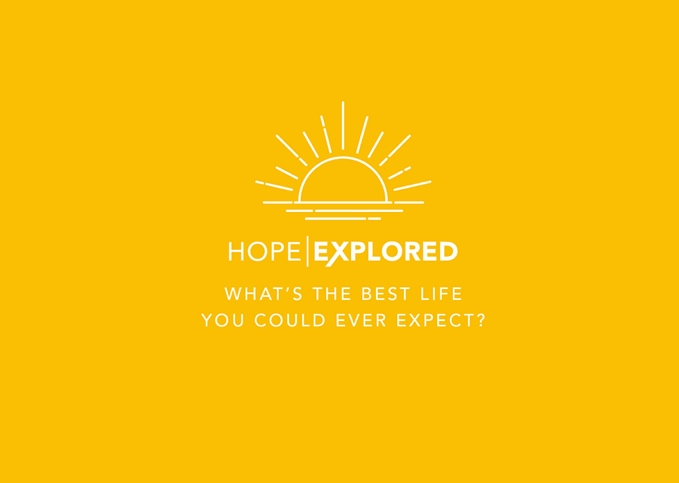 HOPE|EXPLORED
WHAT'S THE BEST LIFE
YOU COULD EVER EXPECT?